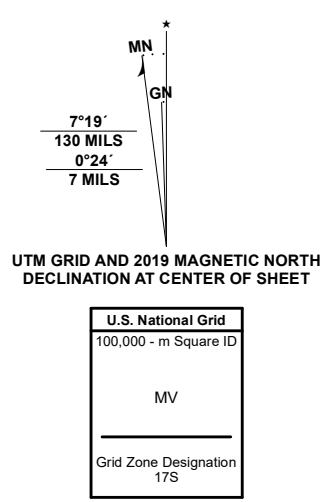 ★
MN
GN
7°19´
130 MILS
0°24´
7 MILS
UTM GRID AND 2019 MAGNETIC NORTH
DECLINATION AT CENTER OF SHEET
U.S. National Grid
100,000 - m Square ID
MV
Grid Zone Designation
17S